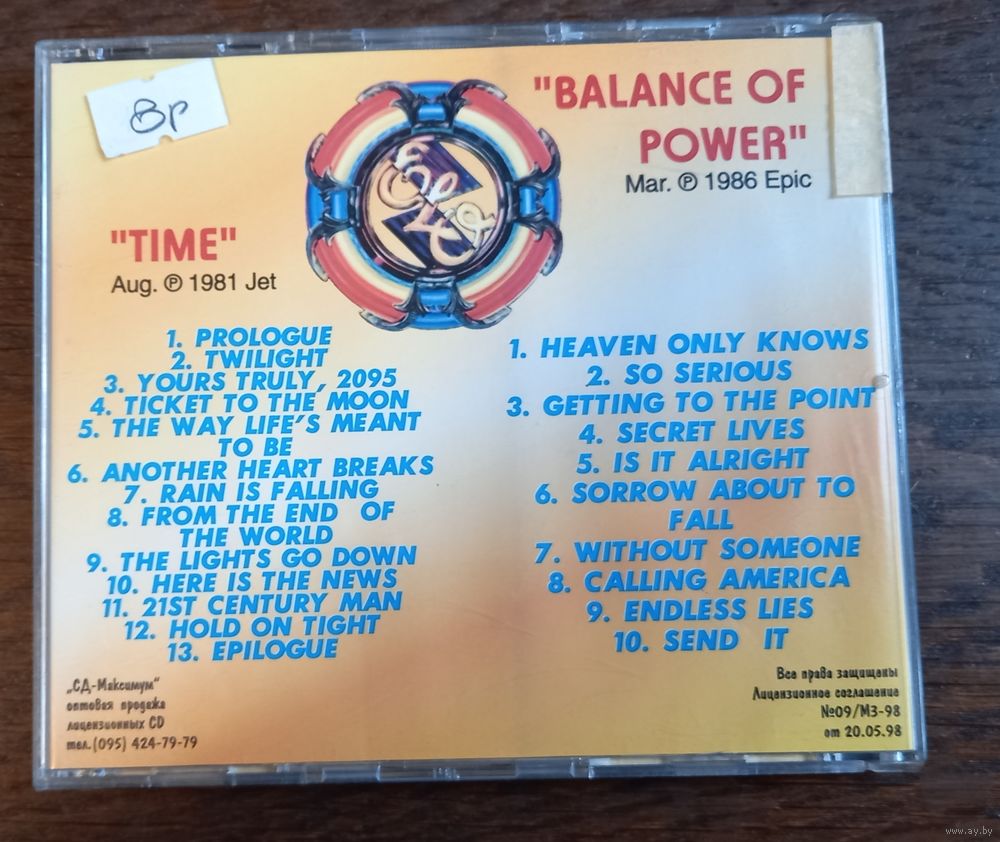 8р
"BALANCE OF
POWER"
Mar. ℗ 1986 Epic
ELO
"TIME"
Aug. ℗ 1981 Jet
1. PROLOGUE
2. TWILIGHT
3. YOURS TRULY, 2095
4. TICKET TO THE MOON
5. THE WAY LIFE'S MEANT
TO BE
6. ANOTHER HEART BREAKS
7. RAIN IS FALLING
8. FROM THE END OF
THE WORLD
9. THE LIGHTS GO DOWN
10. HERE IS THE NEWS
11. 21ST CENTURY MAN
12. HOLD ON TIGHT
13. EPILOGUE
1. HEAVEN ONLY KNOWS
2. SO SERIOUS
3. GETTING TO THE POINT
4. SECRET LIVES
5. IS IT ALRIGHT
6. SORROW ABOUT TO
FALL
7. WITHOUT SOMEONE
8. CALLING AMERICA
9. ENDLESS LIES
10. SEND IT
„СД-Максимум"
оптовая продажа
лицензионных CD
тел.(095) 424-79-79
Все права защищены
Лицензионное соглашение
№09/МЗ-98
от 20.05.98
www.ay.by